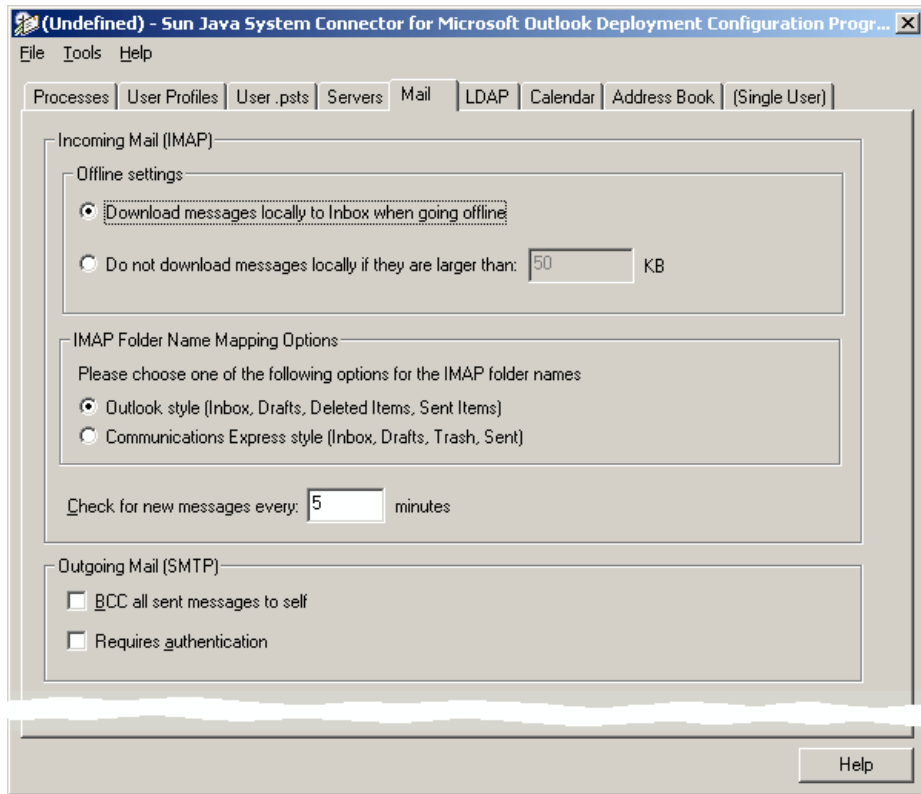 (Undefined) - Sun Java System Connector for Microsoft Outlook Deployment Configuration Progr...
File Tools Help
Processes User Profiles User .psts Servers Mail LDAP Calendar Address Book (Single User)
Incoming Mail (IMAP)
Offline settings
Download messages locally to Inbox when going offline
Do not download messages locally if they are larger than: 50 KB
IMAP Folder Name Mapping Options
Please choose one of the following options for the IMAP folder names
Outlook style (Inbox, Drafts, Deleted Items, Sent Items)
Communications Express style (Inbox, Drafts, Trash, Sent)
Check for new messages every: 5 minutes
Outgoing Mail (SMTP)
BCC all sent messages to self
Requires authentication
Help